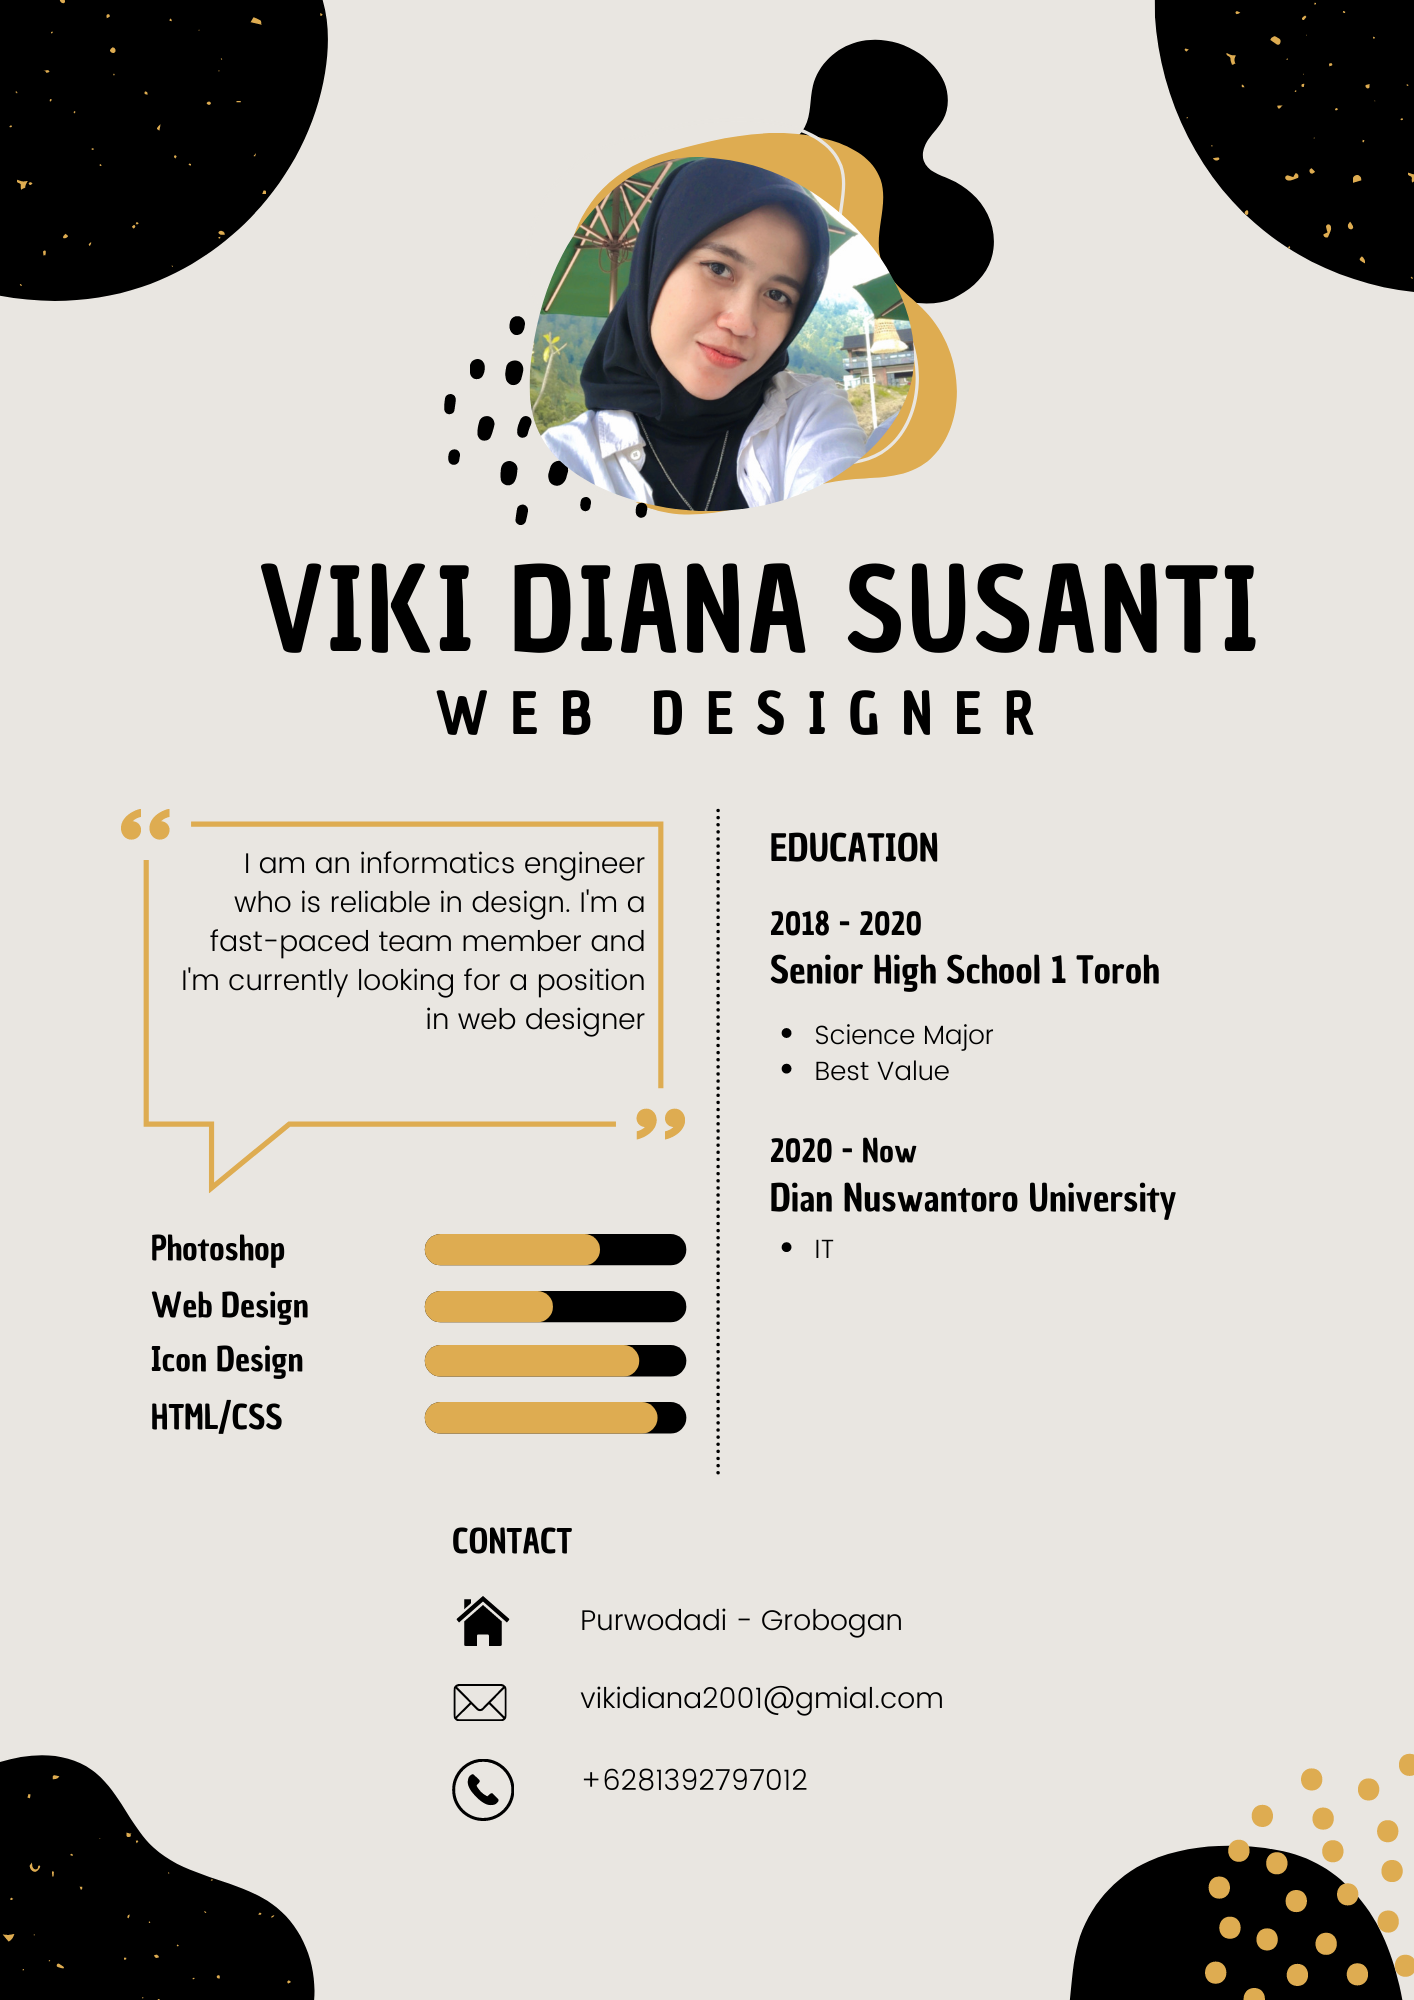 VIKI DIANA SUSANTI
WEB DESIGNER
“
I am an informatics engineer
who is reliable in design. I'm a
fast-paced team member and
I'm currently looking for a position
in web designer
”
Photoshop
Web Design
Icon Design
HTML/CSS
EDUCATION
2018 - 2020
Senior High School 1 Toroh
• Science Major
• Best Value
2020 - Now
Dian Nuswantoro University
• IT
CONTACT
Purwodadi - Grobogan
vikidiana2001@gmial.com
+6281392797012